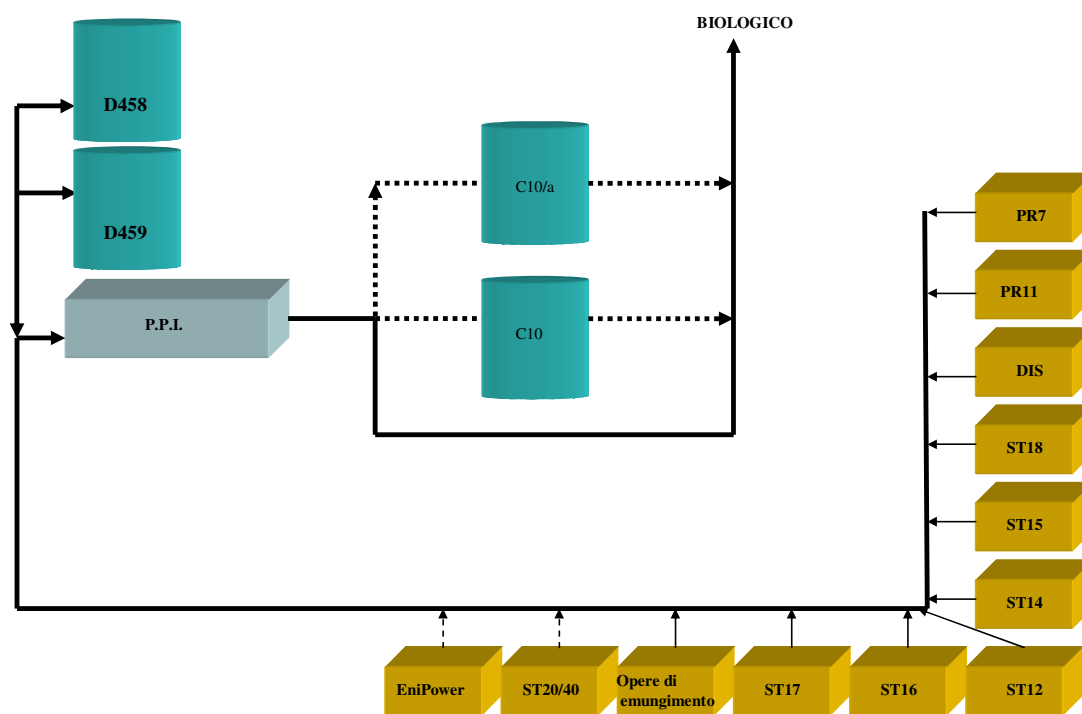 BIOLOGICO
D458
C10/a
PR7
D459
PR11
P.P.I.
C10
DIS
ST18
ST15
ST14
EniPower
ST20/40
Opere di
emungimento
ST17
ST16
ST12